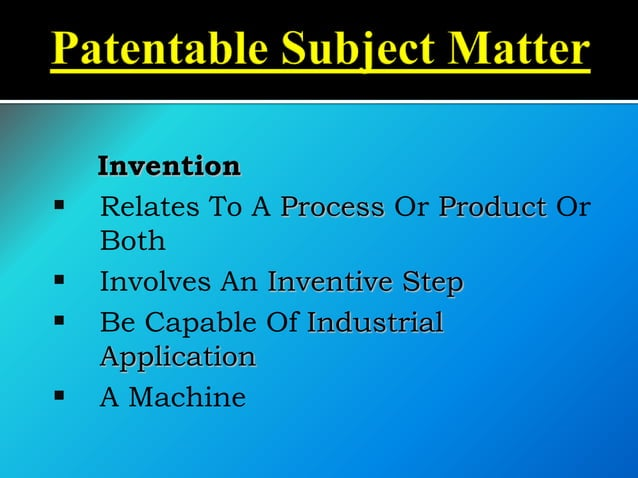 Patentable Subject Matter
Invention
▪ Relates To A Process Or Product Or
Both
▪ Involves An Inventive Step
▪ Be Capable Of Industrial
Application
▪ A Machine